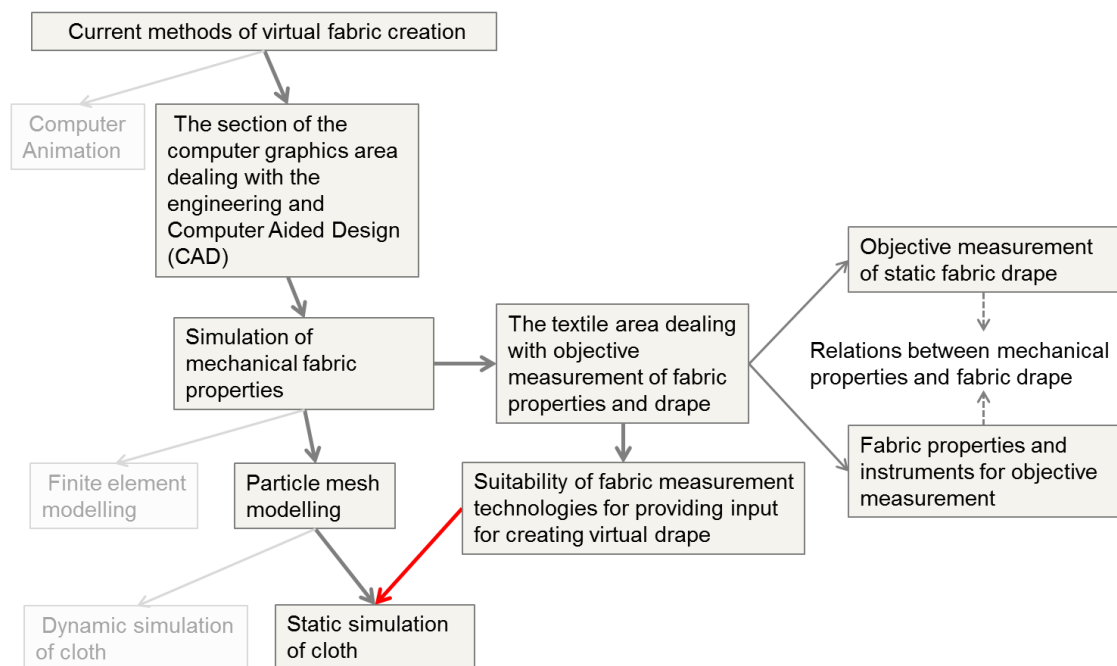 Current methods of virtual fabric creation
Computer
Animation
The section of the
computer graphics area
dealing with the
engineering and
Computer Aided Design
(CAD)
Objective measurement
of static fabric drape
Simulation of
mechanical fabric
properties
The textile area dealing
with objective
measurement of fabric
properties and drape
Relations between mechanical
properties and fabric drape
Finite element
modelling
Particle mesh
modelling
Suitability of fabric measurement
technologies for providing input
for creating virtual drape
Fabric properties and
instruments for objective
measurement
Dynamic simulation
of cloth
Static simulation of
cloth